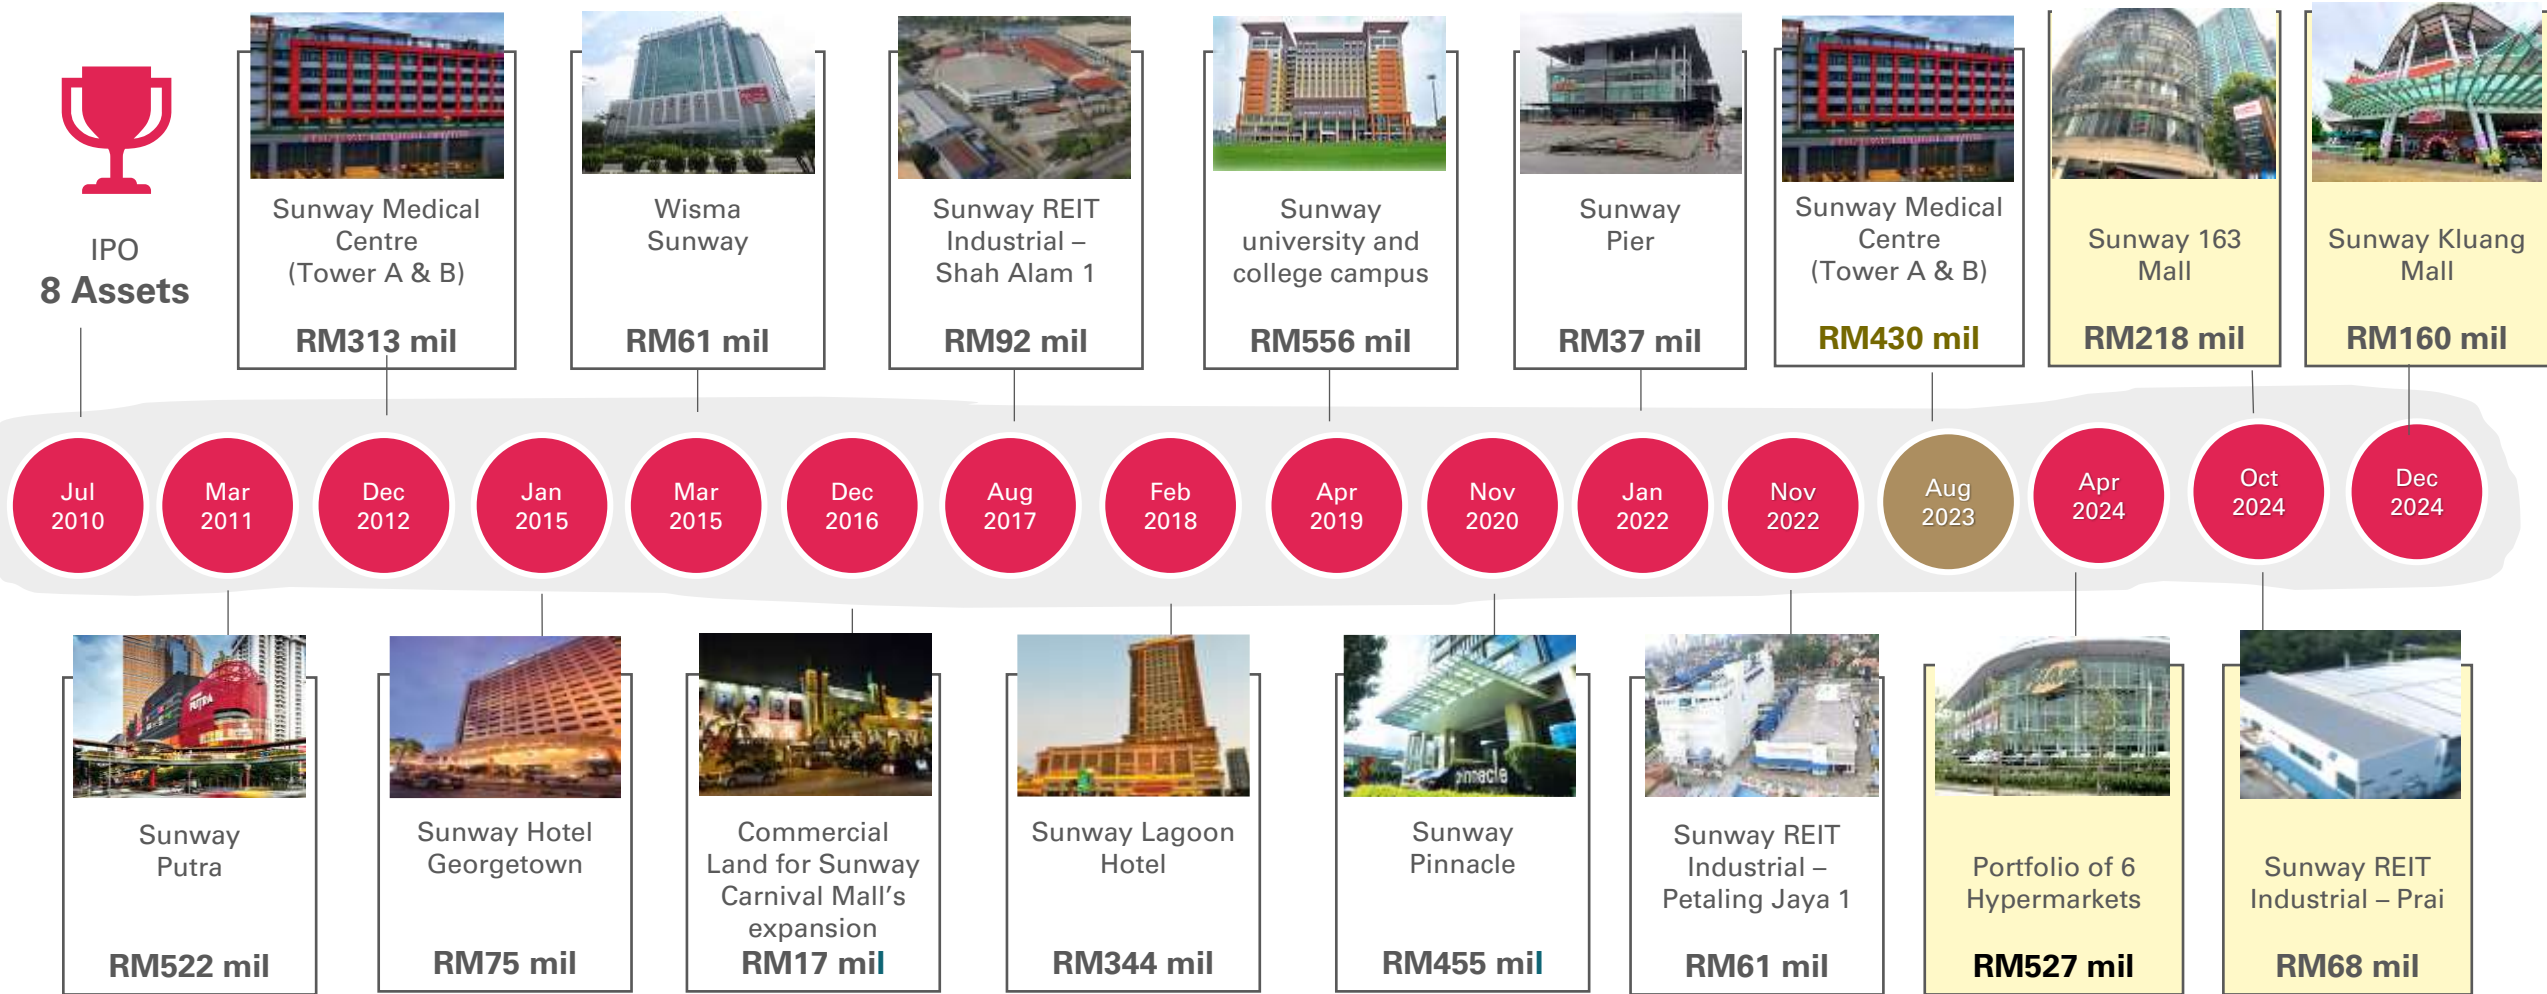 IPO
8 Assets
Sunway Medical
Centre
(Tower A & B)
RM313 mil
Wisma
Sunway
RM61 mil
Sunway REIT
Industrial –
Shah Alam 1
RM92 mil
Sunway
university and
college campus
RM556 mil
Sunway
Pier
RM37 mil
Sunway Medical
Centre
(Tower A & B)
RM430 mil
Sunway 163
Mall
RM218 mil
Sunway Kluang
Mall
RM160 mil
Jul
2010
Mar
2011
Dec
2012
Jan
2015
Mar
2015
Dec
2016
Aug
2017
Feb
2018
Apr
2019
Nov
2020
Jan
2022
Nov
2022
Aug
2023
Apr
2024
Oct
2024
Dec
2024
PUTRA
Sunway
Putra
RM522 mil
Sunway Hotel
Georgetown
RM75 mil
Commercial
Land for Sunway
Carnival Mall’s
expansion
RM17 mil
Sunway Lagoon
Hotel
RM344 mil
pinnacle
Sunway
Pinnacle
RM455 mil
Sunway REIT
Industrial –
Petaling Jaya 1
RM61 mil
Portfolio of 6
Hypermarkets
RM527 mil
Sunway REIT
Industrial – Prai
RM68 mil